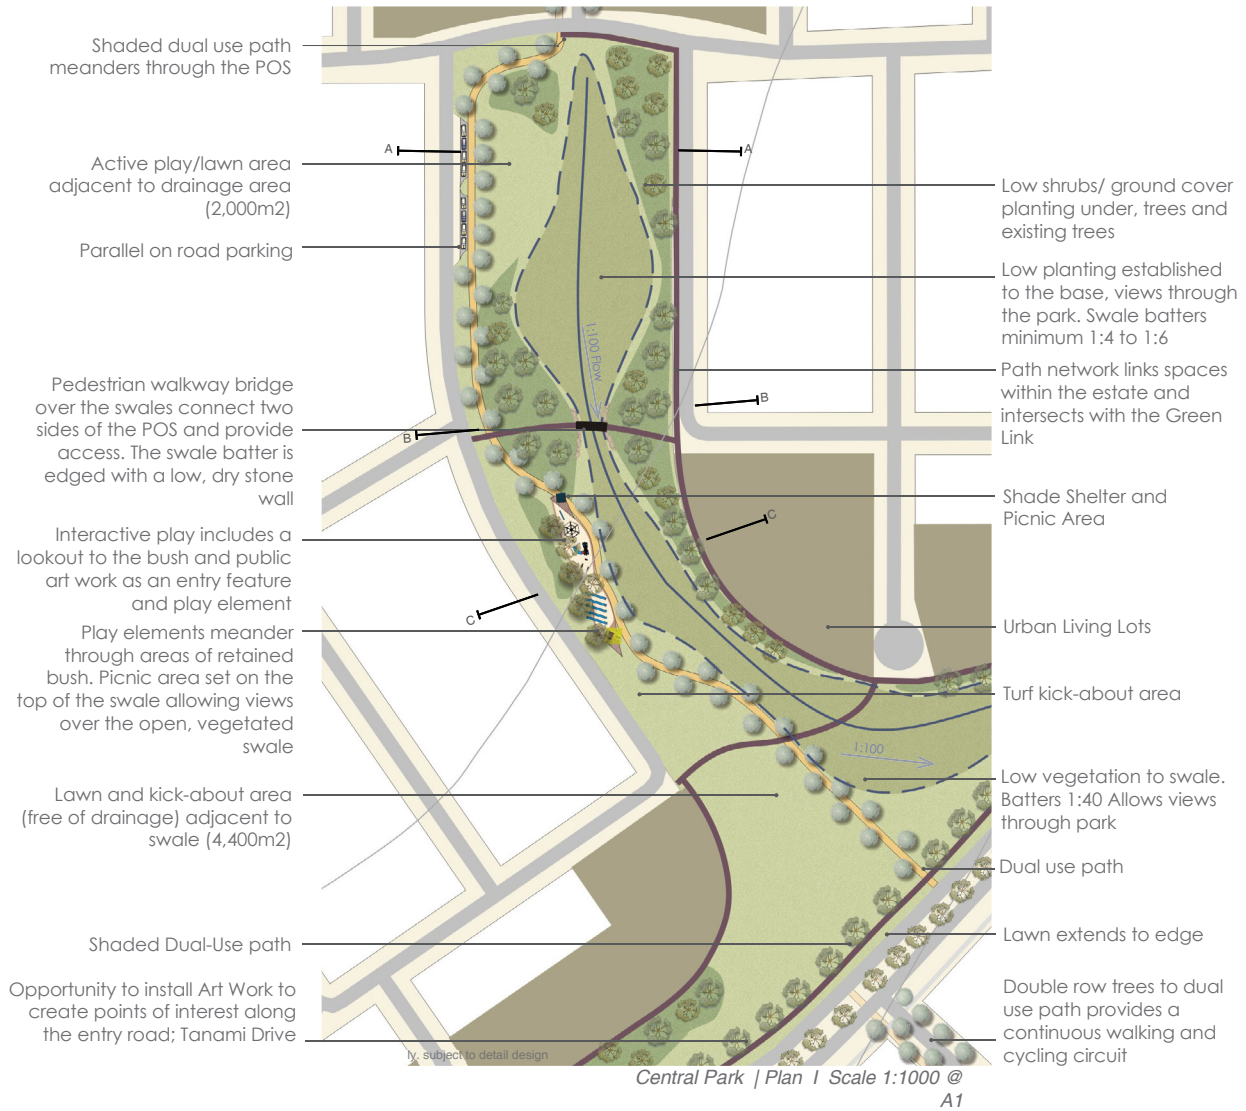 Shaded dual use path
meanders through the POS
Active play/lawn area
adjacent to drainage area
(2,000m2)
Parallel on road parking
Pedestrian walkway bridge
over the swales connect two
sides of the POS and provide
access. The swale batter is
edged with a low, dry stone
wall
Interactive play includes a
lookout to the bush and public
art work as an entry feature
and play element
Play elements meander
through areas of retained
bush. Picnic area set on the
top of the swale allowing views
over the open, vegetated
swale
Lawn and kick-about area
(free of drainage) adjacent to
swale (4,400m2)
Shaded Dual-Use path
Opportunity to install Art Work to
create points of interest along
the entry road; Tanami Drive
A
A
B
B
C
C
1:100 Flow
1:100
Low shrubs/ ground cover
planting under, trees and
existing trees
Low planting established
to the base, views through
the park. Swale batters
minimum 1:4 to 1:6
Path network links spaces
within the estate and
intersects with the Green
Link
Shade Shelter and
Picnic Area
Urban Living Lots
Turf kick-about area
Low vegetation to swale.
Batters 1:40 Allows views
through park
Dual use path
Lawn extends to edge
Double row trees to dual
use path provides a
continuous walking and
cycling circuit
ly. subject to detail design
Central Park | Plan I Scale 1:1000 @
A1